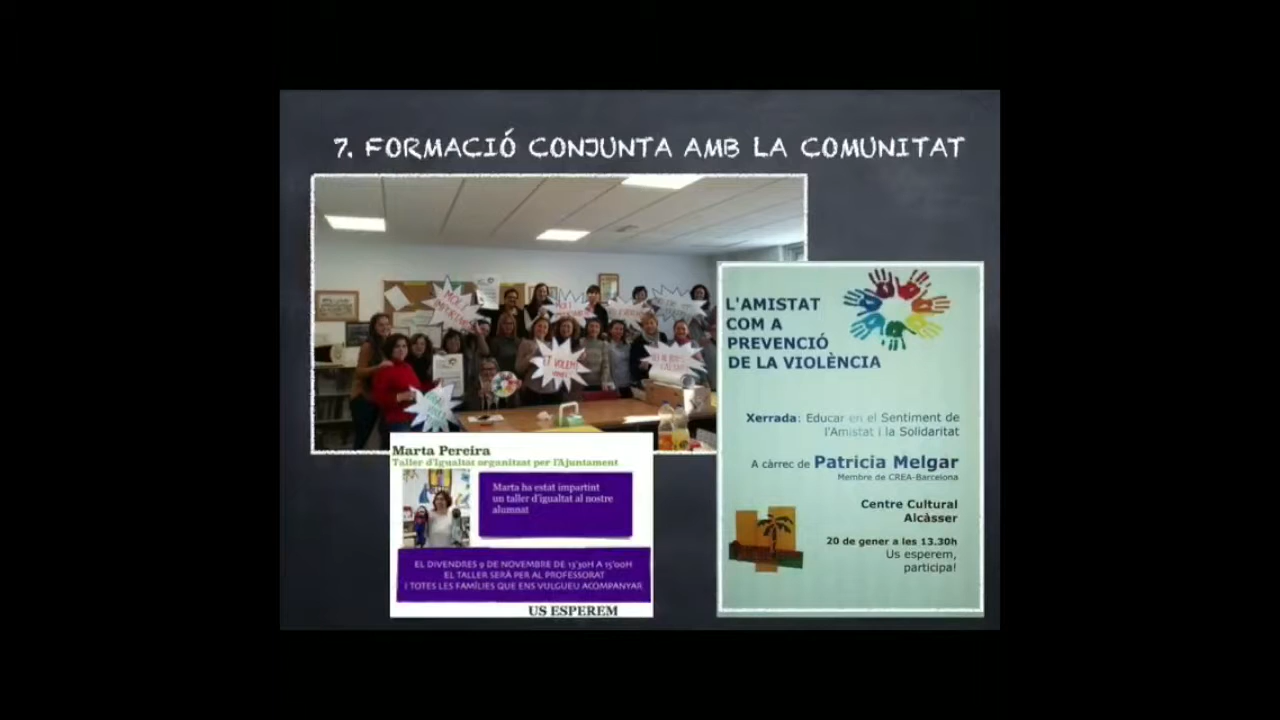 7. FORMACIÓ CONJUNTA AMB LA COMUNITAT
ET VOLEM
L'AMISTAT
COM A
PREVENCIÓ
DE LA VIOLÈNCIA
Xerrada: Educar en el Sentiment de
l'Amistat i la Solidaritat
A càrrec de Patricia Melgar
Membre de CREA-Barcelona
Centre Cultural
Alcàsser
20 de gener a les 13.30h
Us esperem,
participa!
Marta Pereira
Taller d'Igualtat organitzat per l'Ajuntament
Marta ha estat impartint
un taller d'igualtat al nostre
alumnat
EL DIVENDRES 9 DE NOVEMBRE DE 13'30H A 15'00H
EL TALLER SERÀ PER AL PROFESSORAT
I TOTES LES FAMÍLIES QUE ENS VULGUEU ACOMPANYAR
US ESPEREM